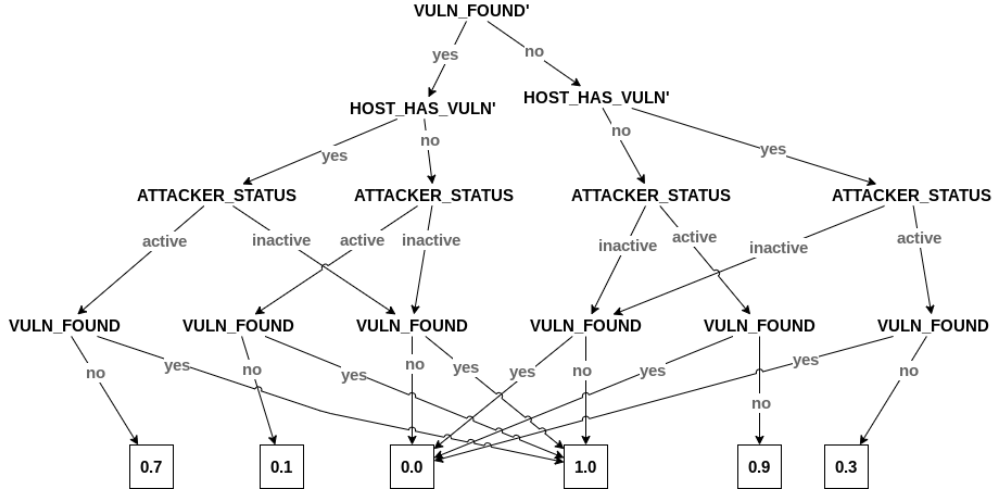 VULN_FOUND'
yes
no
HOST_HAS_VULN'
HOST_HAS_VULN'
yes
no
no
yes
ATTACKER_STATUS
ATTACKER_STATUS
ATTACKER_STATUS
ATTACKER_STATUS
active
inactive
active
inactive
inactive
active
inactive
active
VULN_FOUND
VULN_FOUND
VULN_FOUND
VULN_FOUND
VULN_FOUND
VULN_FOUND
no
yes
no
yes
no
yes
yes
no
yes
no
yes
no
0.7
0.1
0.0
1.0
0.9
0.3